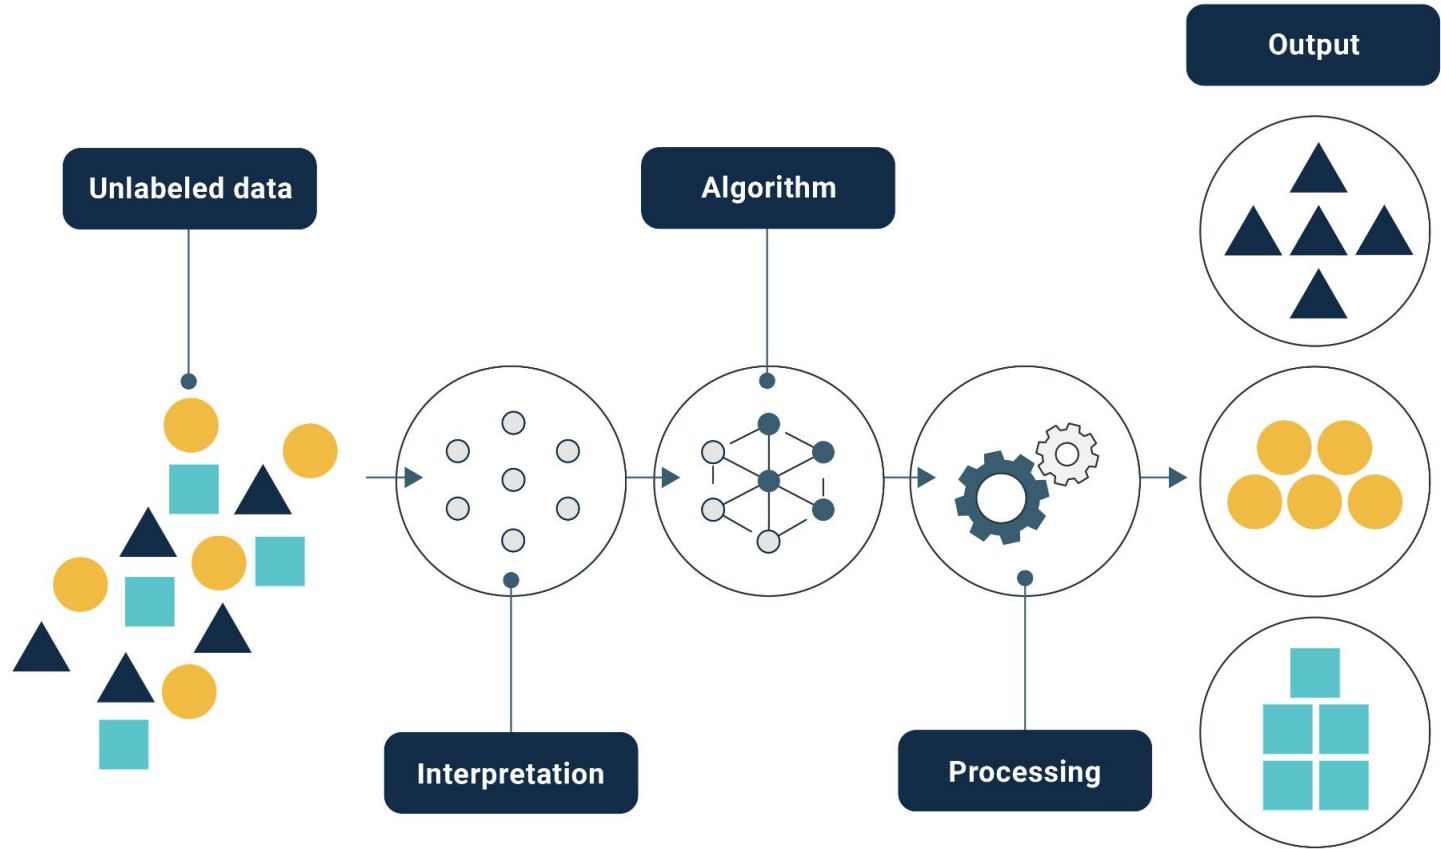 Unlabeled data
Interpretation
Algorithm
Processing
Output